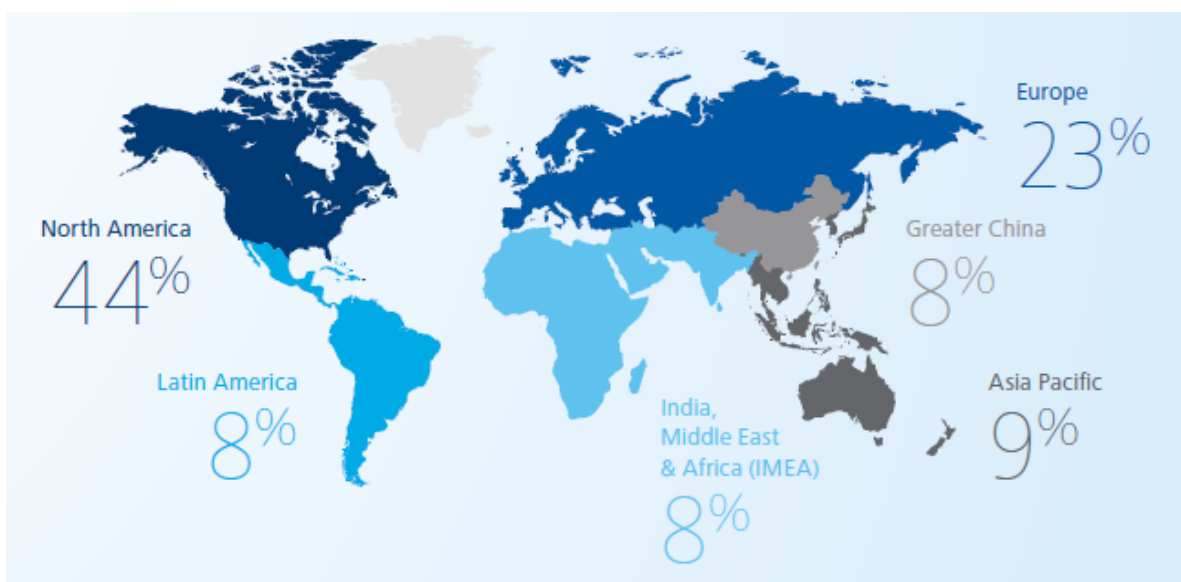 Europe
23%
North America
44%
Greater China
8%
Latin America
8%
Asia Pacific
9%
India,
Middle East
& Africa (IMEA)
8%